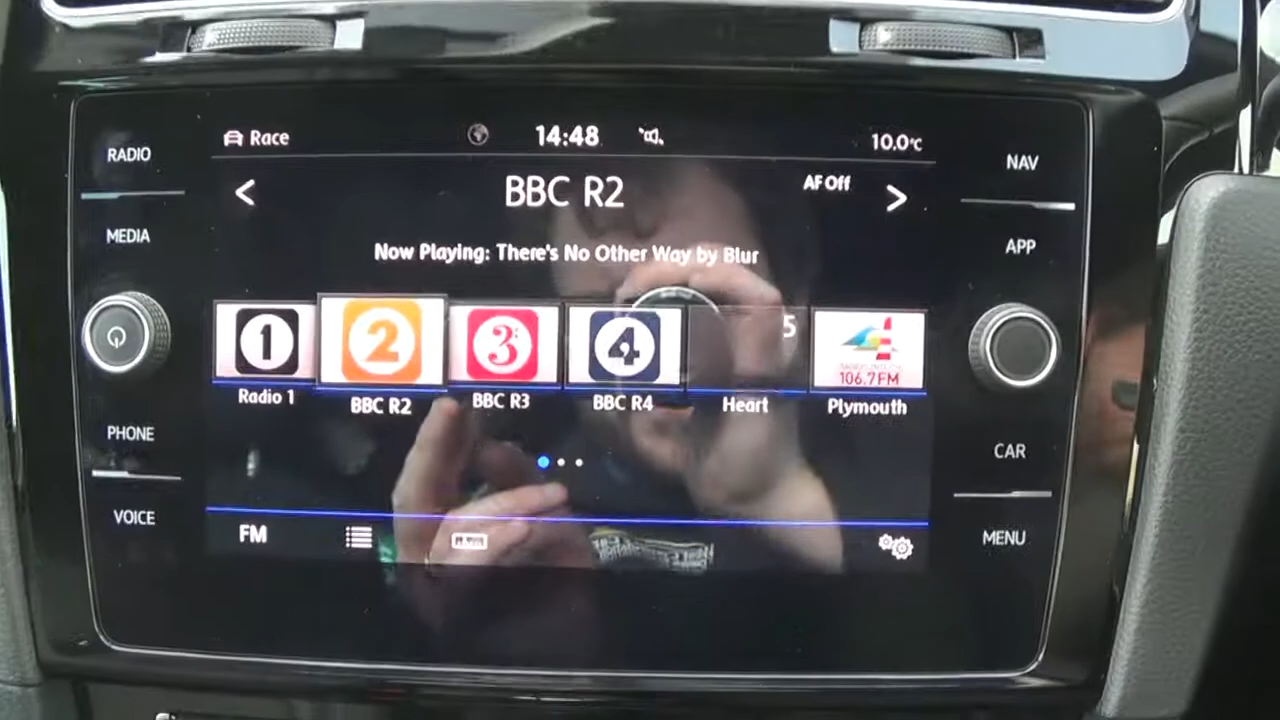 RADIO
MEDIA
PHONE
VOICE
Race
14:48
10.0°C
BBC R2
AF Off
Now Playing: There's No Other Way by Blur
1
2
3
4
5
106.7FM
Radio 1
BBC R2
BBC R3
BBC R4
Heart
Plymouth
FM
NAV
APP
CAR
MENU